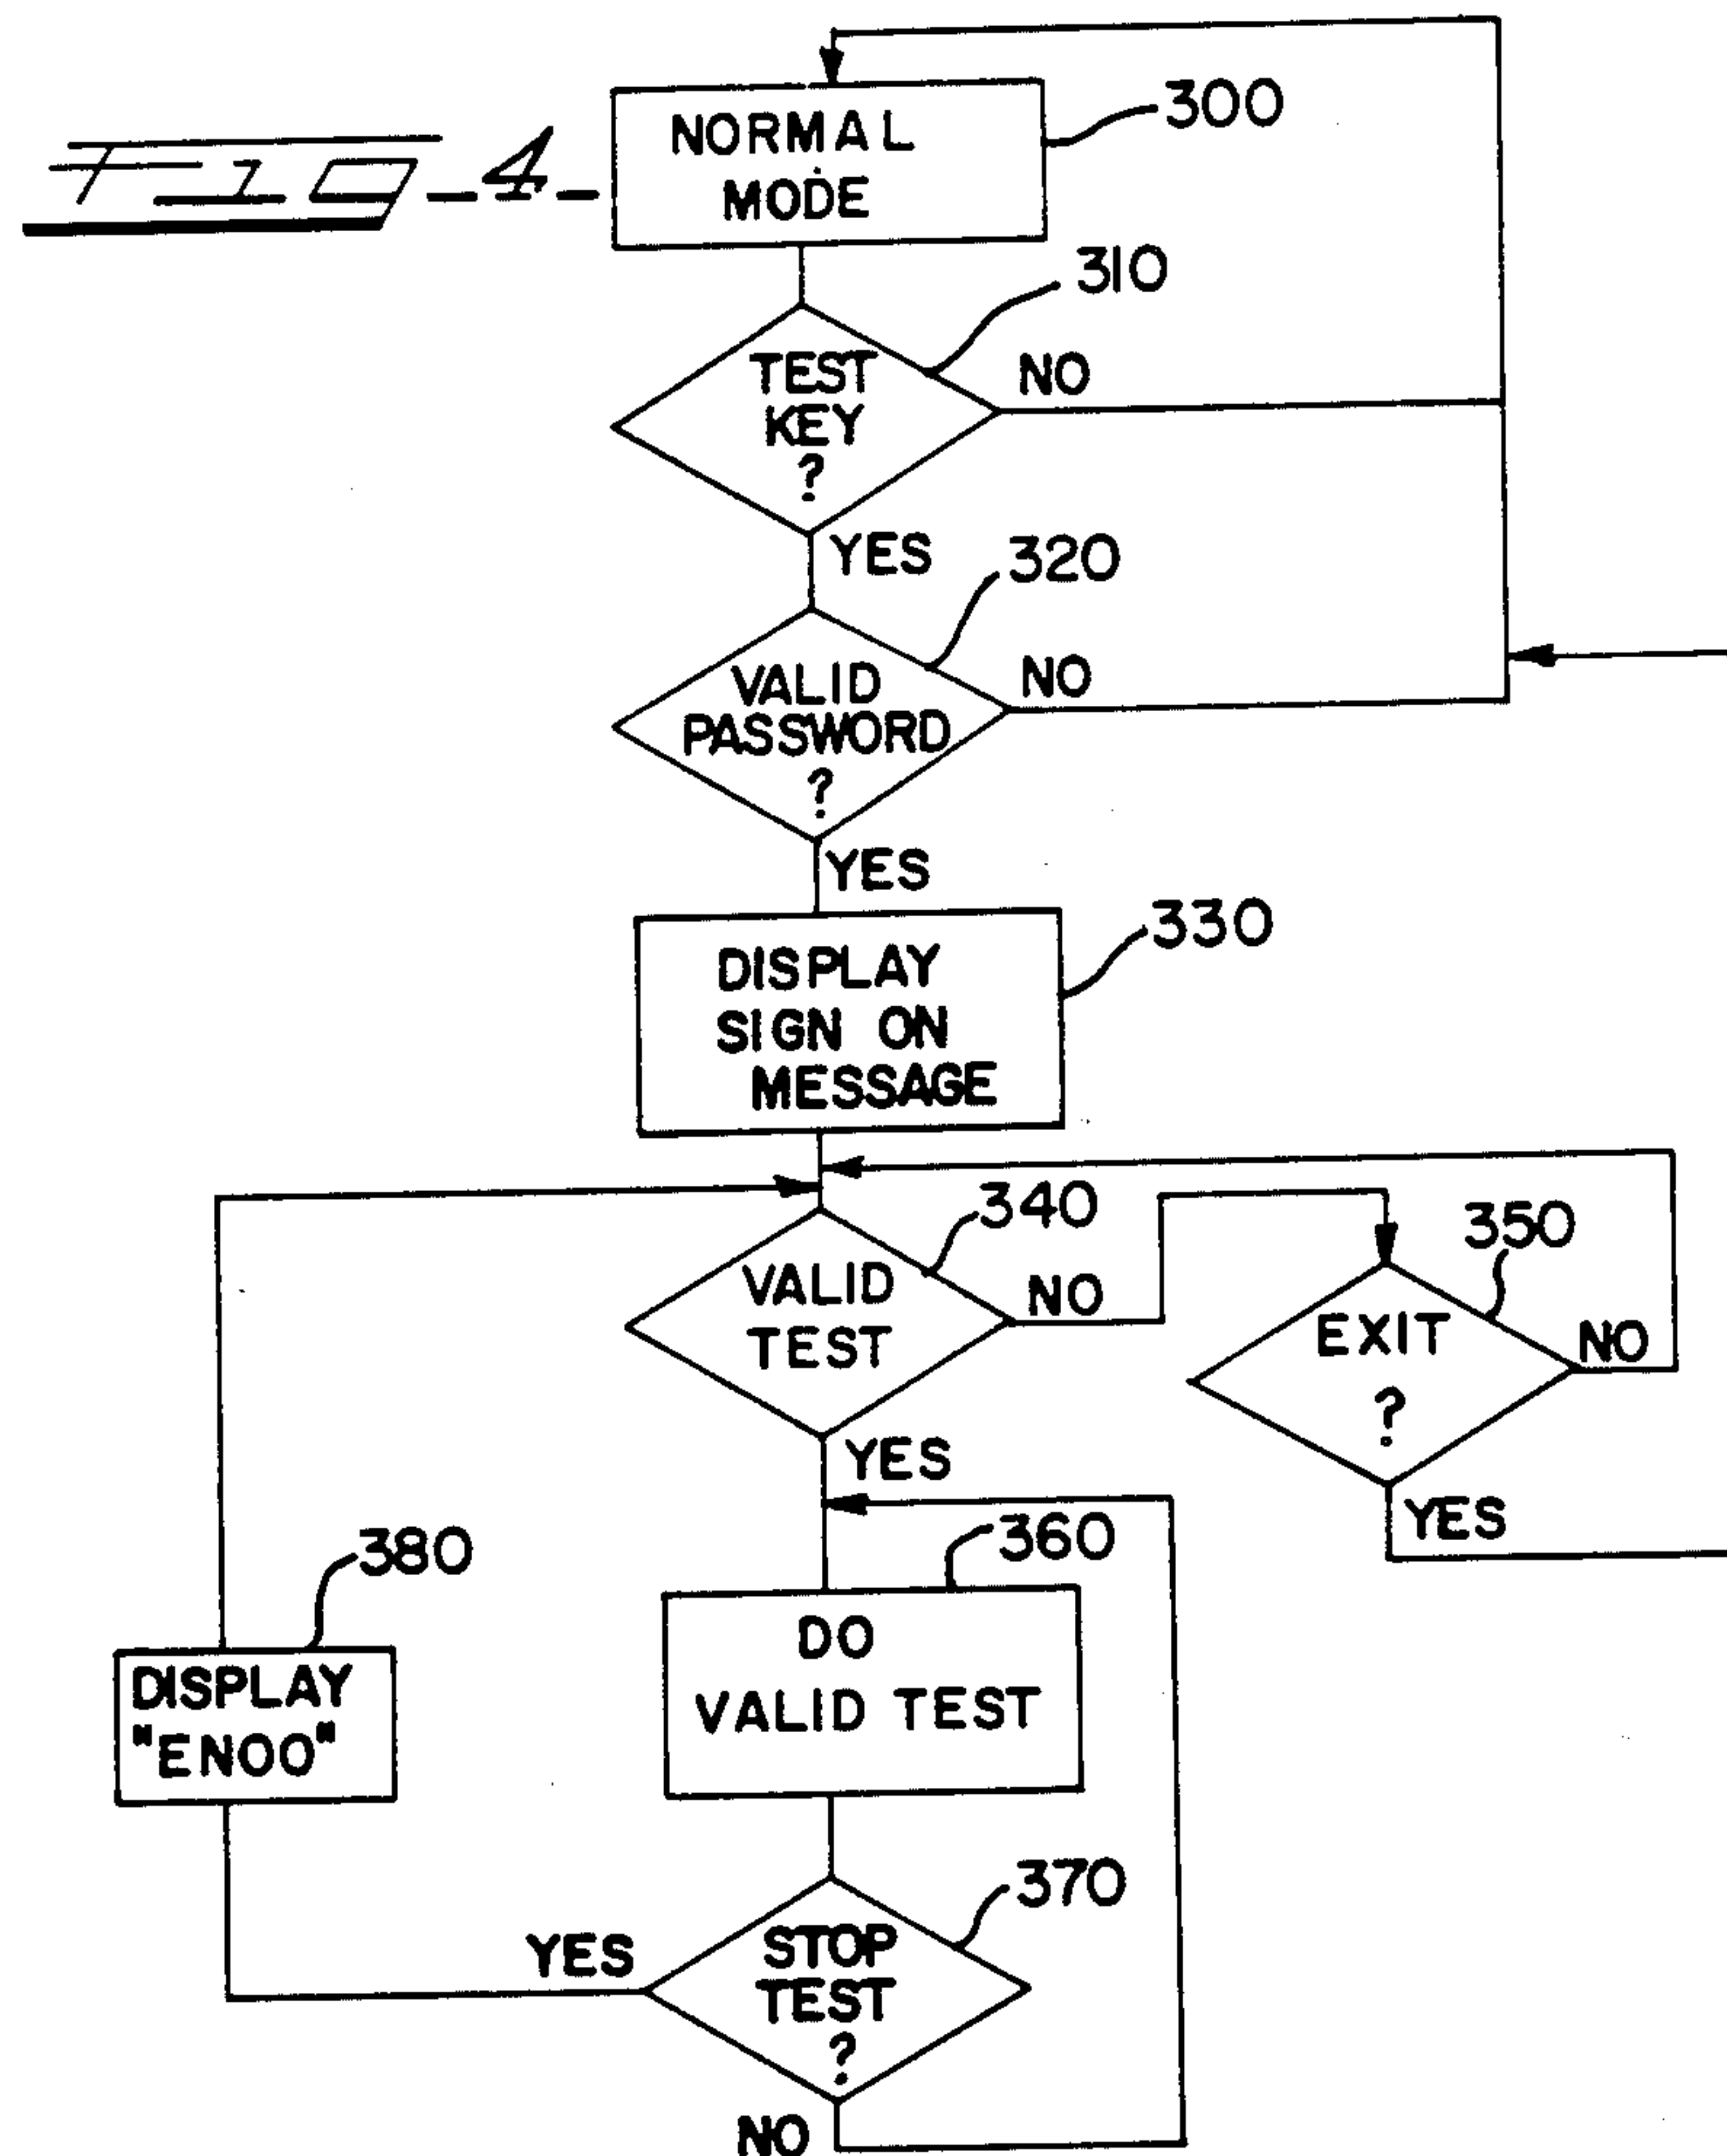 FIG_4_
NORMAL
MODE
300
310
TEST
KEY
?
NO
YES
320
VALID
PASSWORD
?
NO
YES
330
DISPLAY
SIGN ON
MESSAGE
340
VALID
TEST
NO
350
EXIT
?
NO
YES
YES
360
380
DO
VALID TEST
DISPLAY
"ENOO"
370
STOP
TEST
?
YES
NO